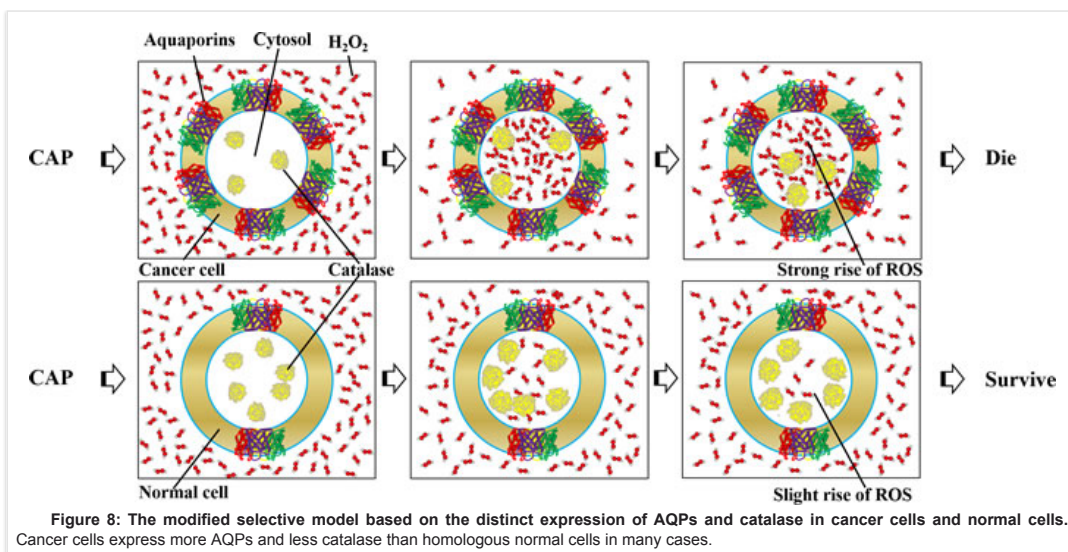 Aquaporins Cytosol H₂O₂
CAP
Die
Cancer cell
Catalase
Strong rise of ROS
CAP
Survive
Normal cell
Slight rise of ROS
Figure 8: The modified selective model based on the distinct expression of AQPs and catalase in cancer cells and normal cells.
Cancer cells express more AQPs and less catalase than homologous normal cells in many cases.